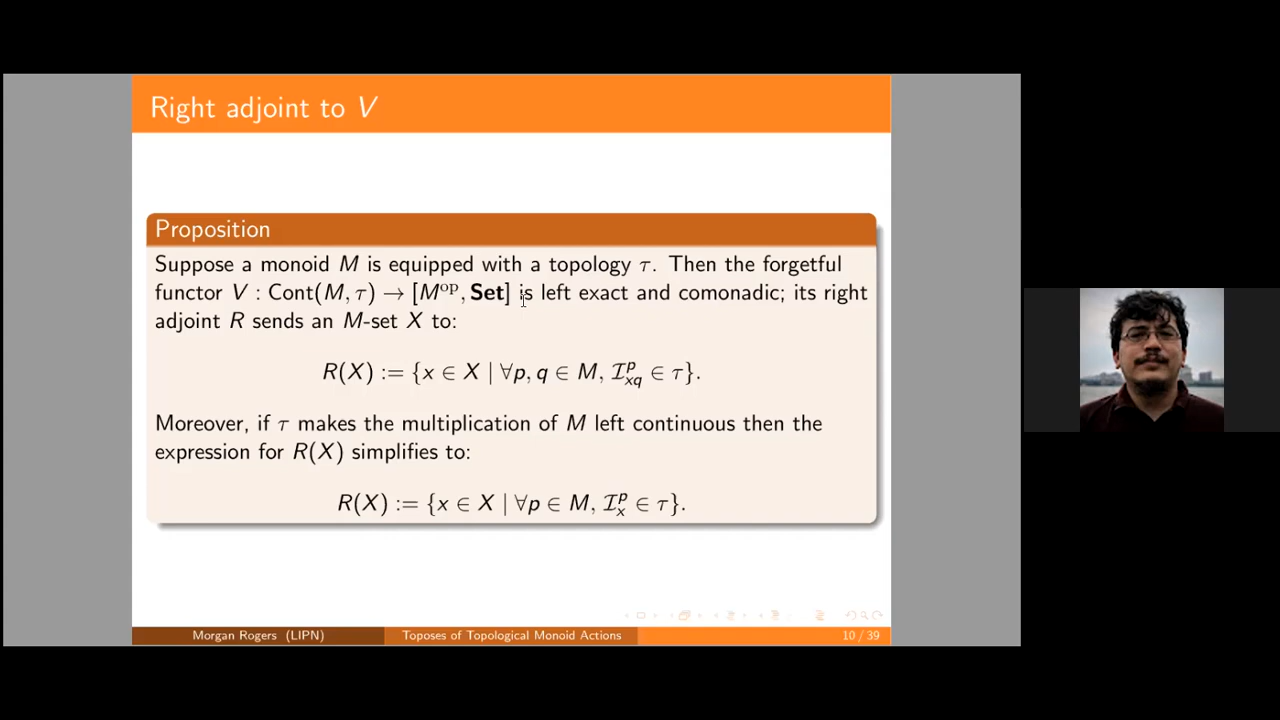 Right adjoint to V
Proposition
Suppose a monoid M is equipped with a topology τ. Then the forgetful
functor V : Cont(M, τ) → [Mᵒᵖ, Set] is left exact and comonadic; its right
adjoint R sends an M-set X to:
R(X) := {x ∈ X | ∀p, q ∈ M, ℐ^p_{xq} ∈ τ}.
Moreover, if τ makes the multiplication of M left continuous then the
expression for R(X) simplifies to:
R(X) := {x ∈ X | ∀p ∈ M, ℐ^p_x ∈ τ}.
Morgan Rogers (LIPN)
Toposes of Topological Monoid Actions
10 / 39